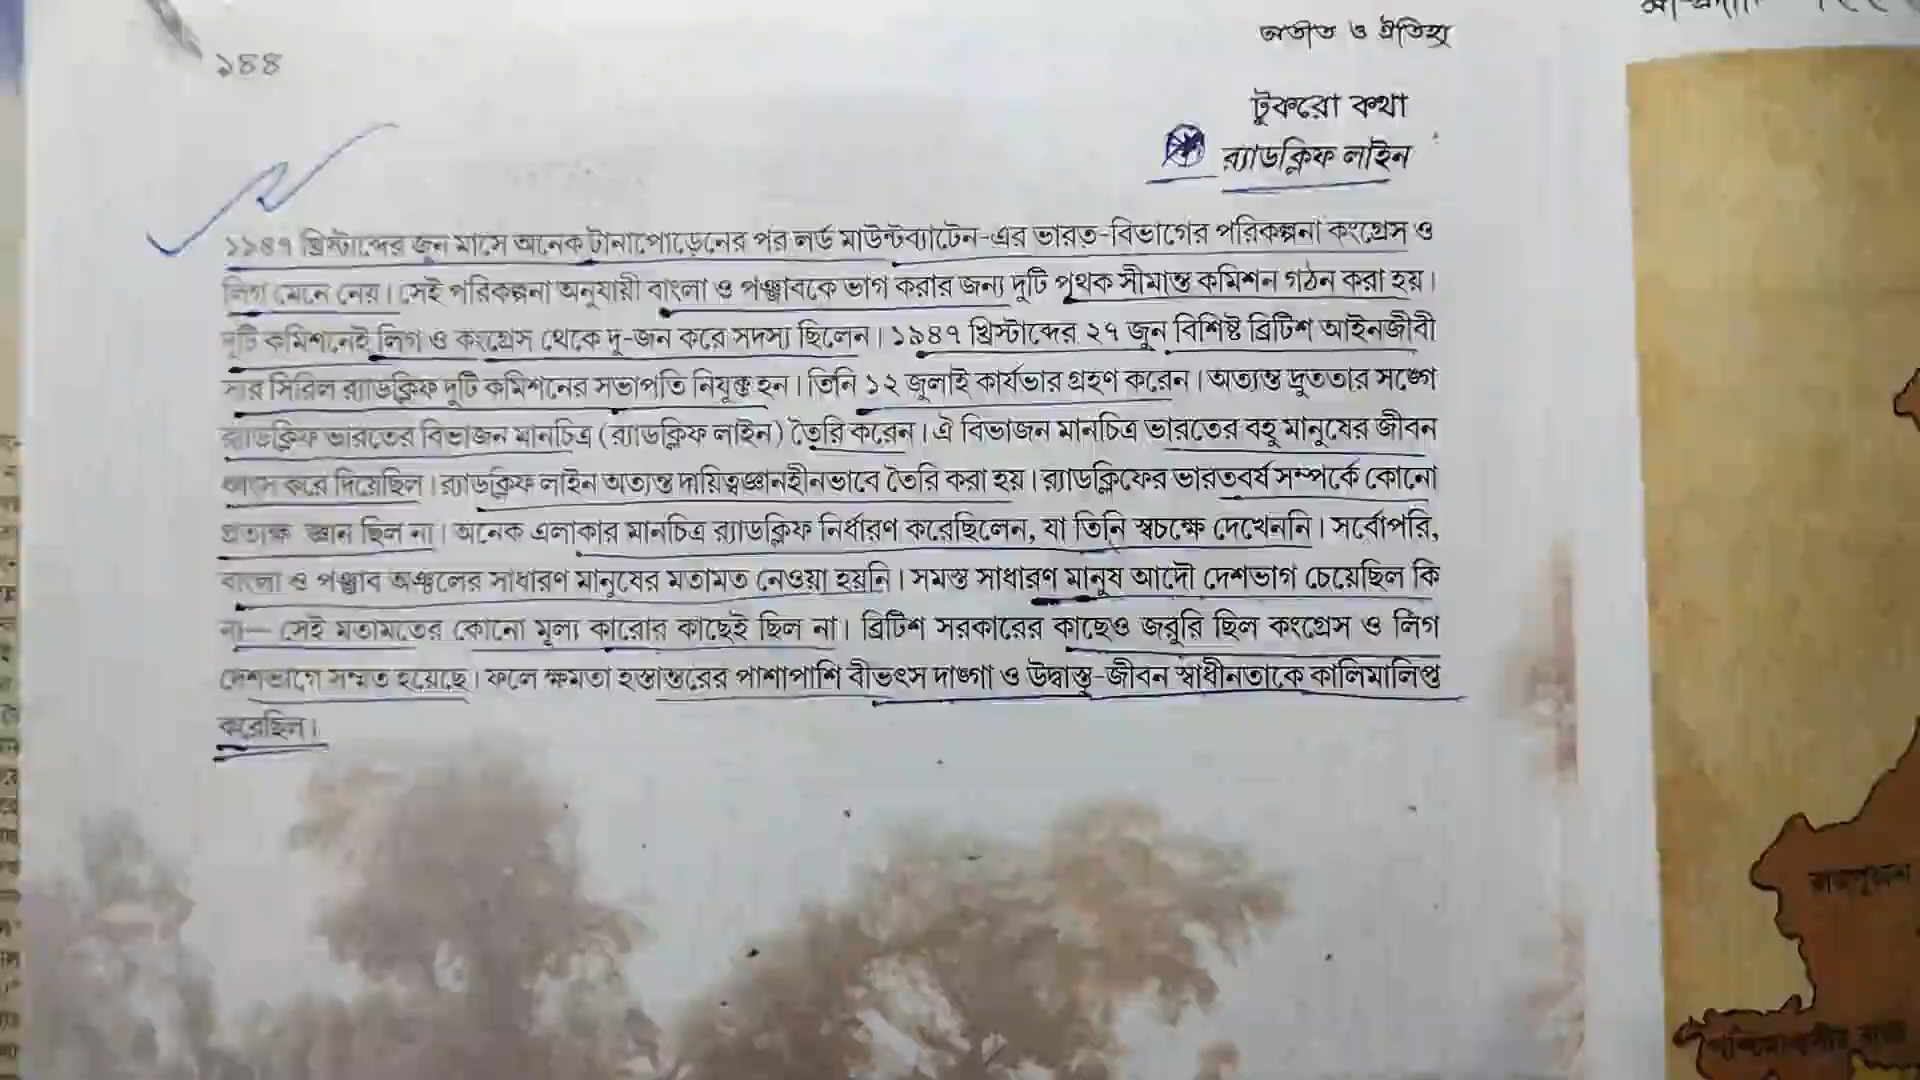 অতীত ও ঐতিহ্য
১৪৪
টুকরো কথা
র‍্যাডক্লিফ লাইন
১৯৪৭ খ্রিস্টাব্দের জুন মাসে অনেক টানাপোড়েনের পর লর্ড মাউন্টব্যাটেন-এর ভারত-বিভাগের পরিকল্পনা কংগ্রেস ও
লিগ মেনে নেয়। সেই পরিকল্পনা অনুযায়ী বাংলা ও পঞ্জাবকে ভাগ করার জন্য দুটি পৃথক সীমান্ত কমিশন গঠন করা হয়।
দুটি কমিশনেই লিগ ও কংগ্রেস থেকে দু-জন করে সদস্য ছিলেন। ১৯৪৭ খ্রিস্টাব্দের ২৭ জুন বিশিষ্ট ব্রিটিশ আইনজীবী
স্যর সিরিল র‍্যাডক্লিফ দুটি কমিশনের সভাপতি নিযুক্ত হন। তিনি ১২ জুলাই কার্যভার গ্রহণ করেন। অত্যন্ত দ্রুততার সঙ্গে
র‍্যাডক্লিফ ভারতের বিভাজন মানচিত্র (র‍্যাডক্লিফ লাইন) তৈরি করেন। ঐ বিভাজন মানচিত্র ভারতের বহু মানুষের জীবন
ধ্বংস করে দিয়েছিল। র‍্যাডক্লিফ লাইন অত্যন্ত দায়িত্বজ্ঞানহীনভাবে তৈরি করা হয়। র‍্যাডক্লিফের ভারতবর্ষ সম্পর্কে কোনো
প্রত্যক্ষ জ্ঞান ছিল না। অনেক এলাকার মানচিত্র র‍্যাডক্লিফ নির্ধারণ করেছিলেন, যা তিনি স্বচক্ষে দেখেননি। সর্বোপরি,
বাংলা ও পঞ্জাব অঞ্চলের সাধারণ মানুষের মতামত নেওয়া হয়নি। সমস্ত সাধারণ মানুষ আদৌ দেশভাগ চেয়েছিল কি
না— সেই মতামতের কোনো মূল্য কারোর কাছেই ছিল না। ব্রিটিশ সরকারের কাছেও জরুরি ছিল কংগ্রেস ও লিগ
দেশভাগে সম্মত হয়েছে। ফলে ক্ষমতা হস্তান্তরের পাশাপাশি বীভৎস দাঙ্গা ও উদ্বাস্তু-জীবন স্বাধীনতাকে কালিমালিপ্ত
করেছিল।
রাজপুতানা